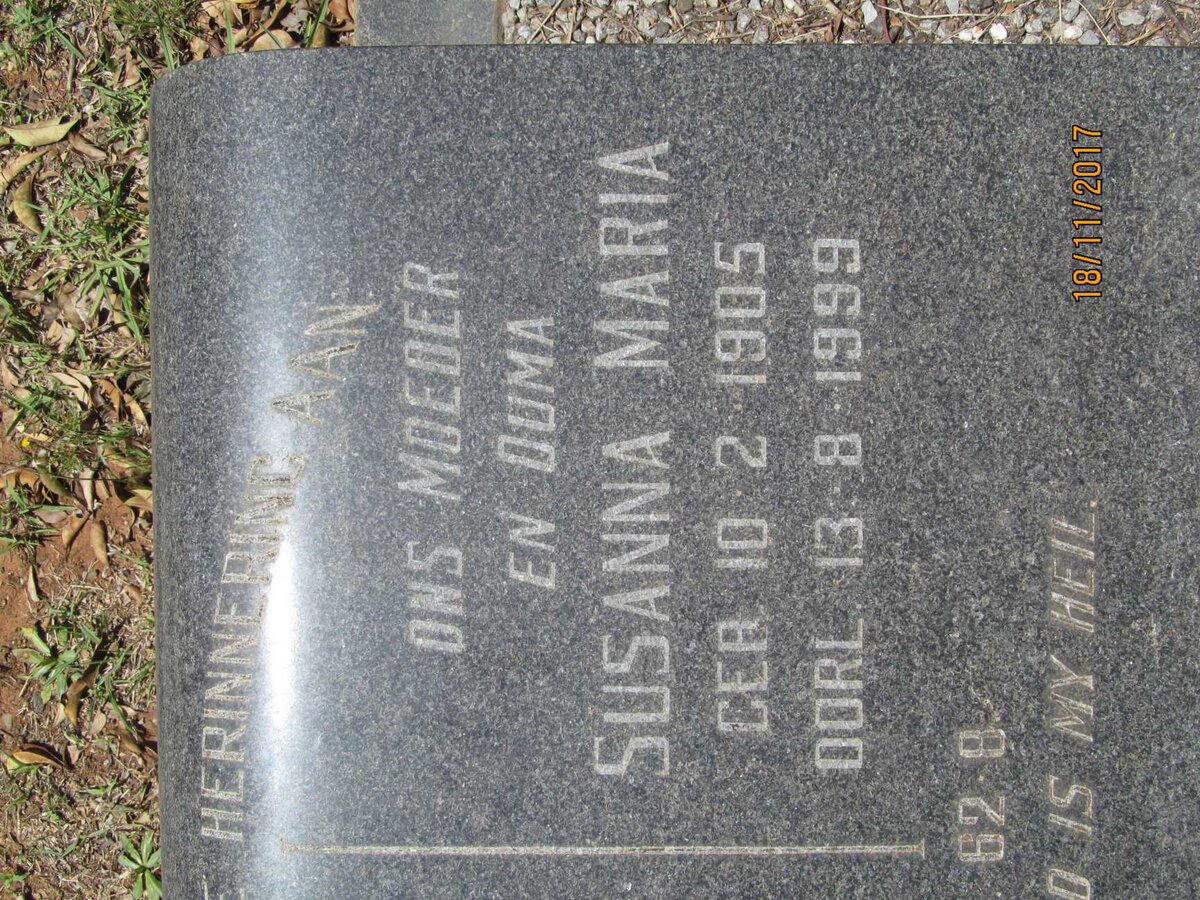 HERINNERING AAN
ONS MOEDER
EN OUMA
SUSANNA MARIA
GEB 10 2 1905
OORL. 13-8-1999
62 8
D IS MY HEIL.
18/11/2017